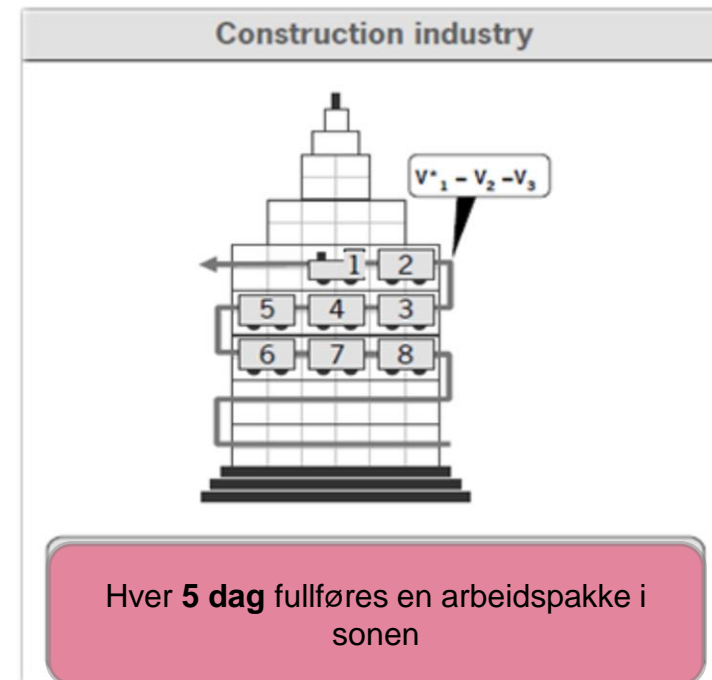 Construction industry
V*₁ – V₂ –V₃
1 2
5 4 3
6 7 8
Hver 5 dag fullføres en arbeidspakke i
sonen